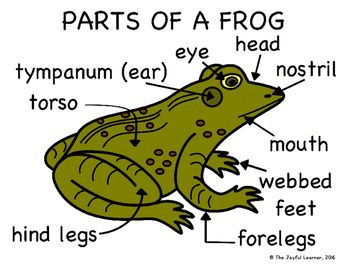 PARTS OF A FROG
head
eye
nostril
tympanum (ear)
torso
mouth
webbed
feet
hind legs
forelegs
© The Joyful Learner, 2016